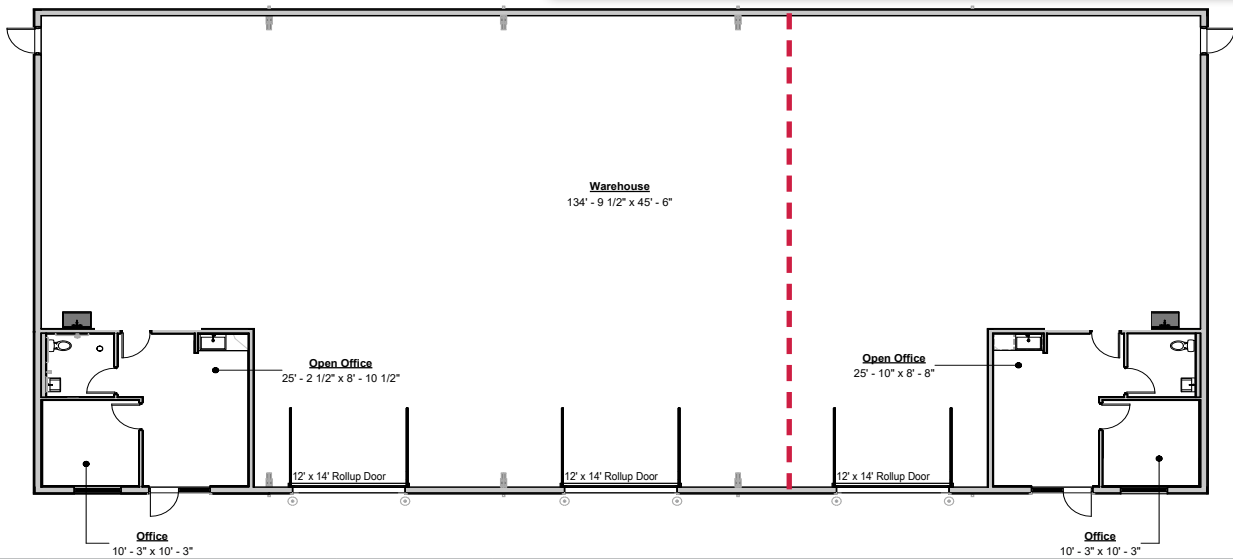 Warehouse
134' - 9 1/2" x 45' - 6"
Open Office
25' - 2 1/2" x 8' - 10 1/2"
Open Office
25' - 10" x 8' - 8"
12' x 14' Rollup Door
12' x 14' Rollup Door
12' x 14' Rollup Door
Office
10' - 3" x 10' - 3"
Office
10' - 3" x 10' - 3"